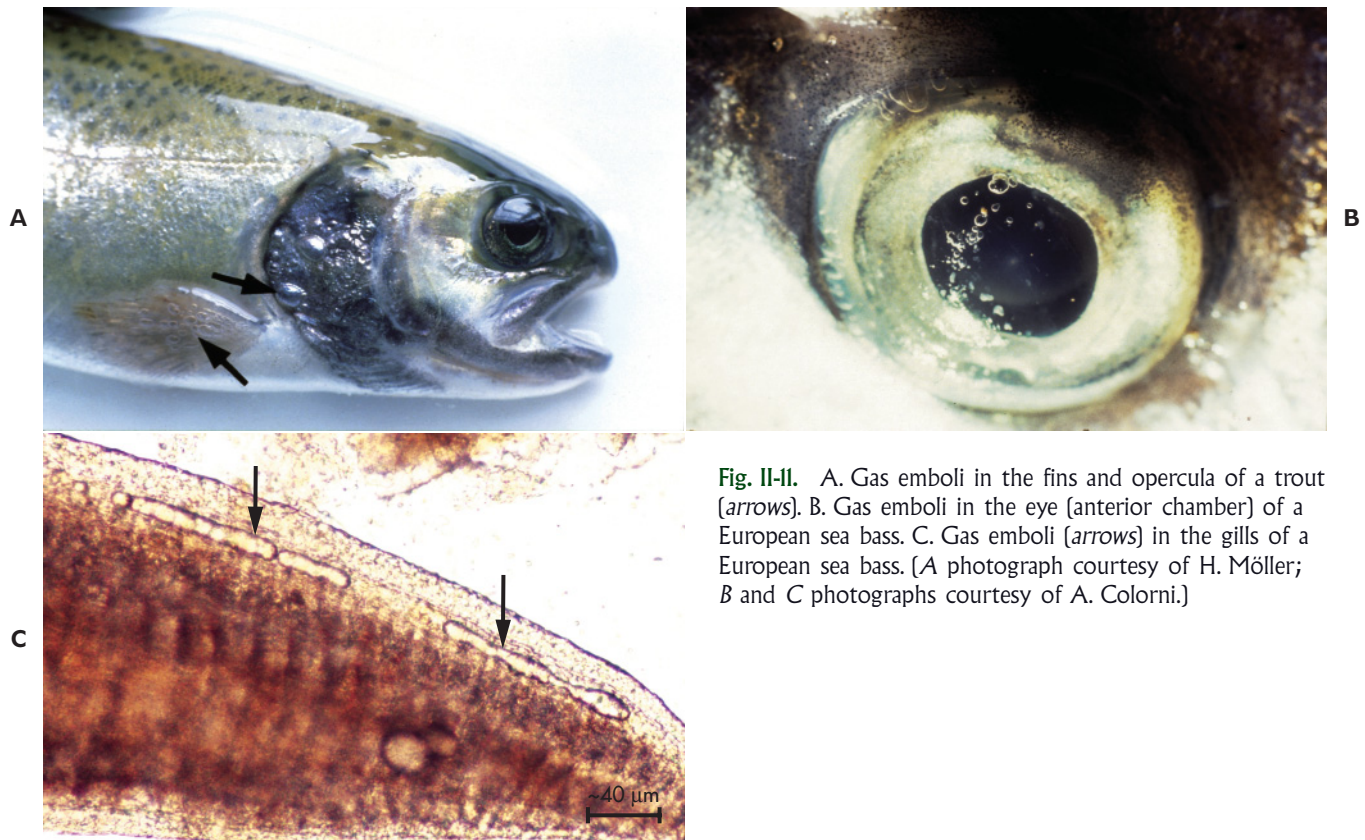 A
B
C
~40 µm
Fig. II-11. A. Gas emboli in the fins and opercula of a trout
(arrows). B. Gas emboli in the eye (anterior chamber) of a
European sea bass. C. Gas emboli (arrows) in the gills of a
European sea bass. (A photograph courtesy of H. Möller;
B and C photographs courtesy of A. Colorni.)